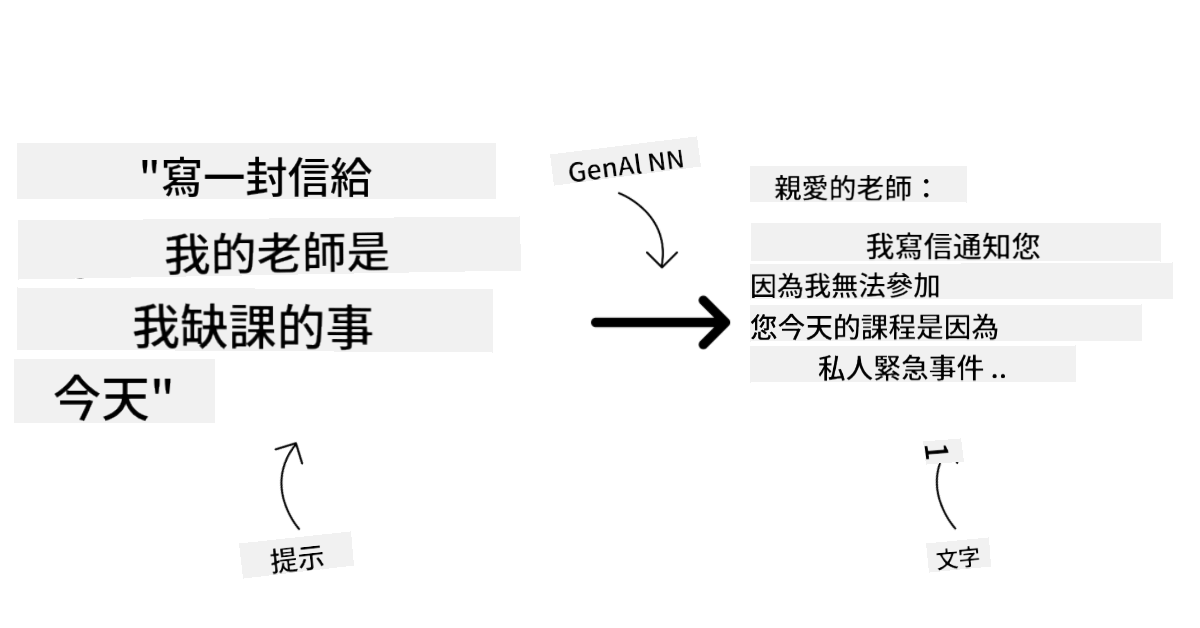 "寫一封信給
我的老師是
我缺課的事
今天"
提示
GenAl NN
親愛的老師：
我寫信通知您
因為我無法參加
您今天的課程是因為
私人緊急事件 ..
1
文字